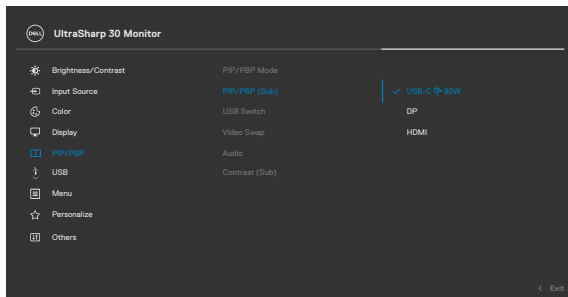 DELL UltraSharp 30 Monitor
Brightness/Contrast PIP/PBP Mode
Input Source PIP/PBP (Sub) USB-C 90W
Color USB Switch DP
Display Video Swap HDMI
PIP/PBP Audio
USB Contrast (Sub)
Menu
Personalize
Others
Exit